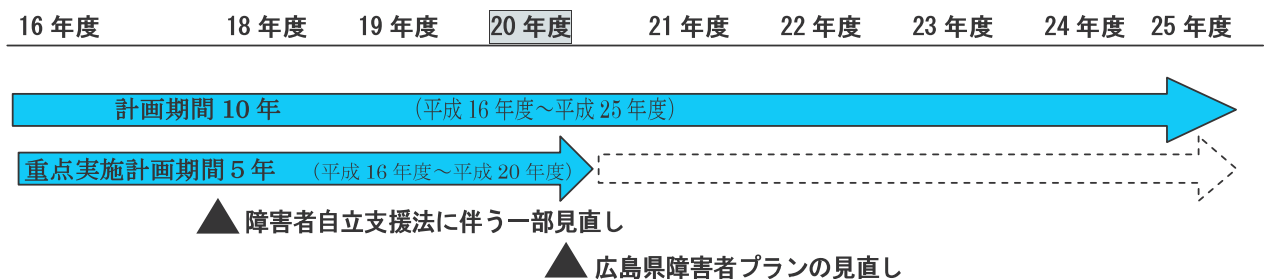 16 年度 18 年度 19 年度 20 年度 21 年度 22 年度 23 年度 24 年度 25 年度
計画期間 10 年 (平成 16 年度～平成 25 年度)
重点実施計画期間５年 (平成 16 年度～平成 20 年度)
障害者自立支援法に伴う一部見直し
広島県障害者プランの見直し